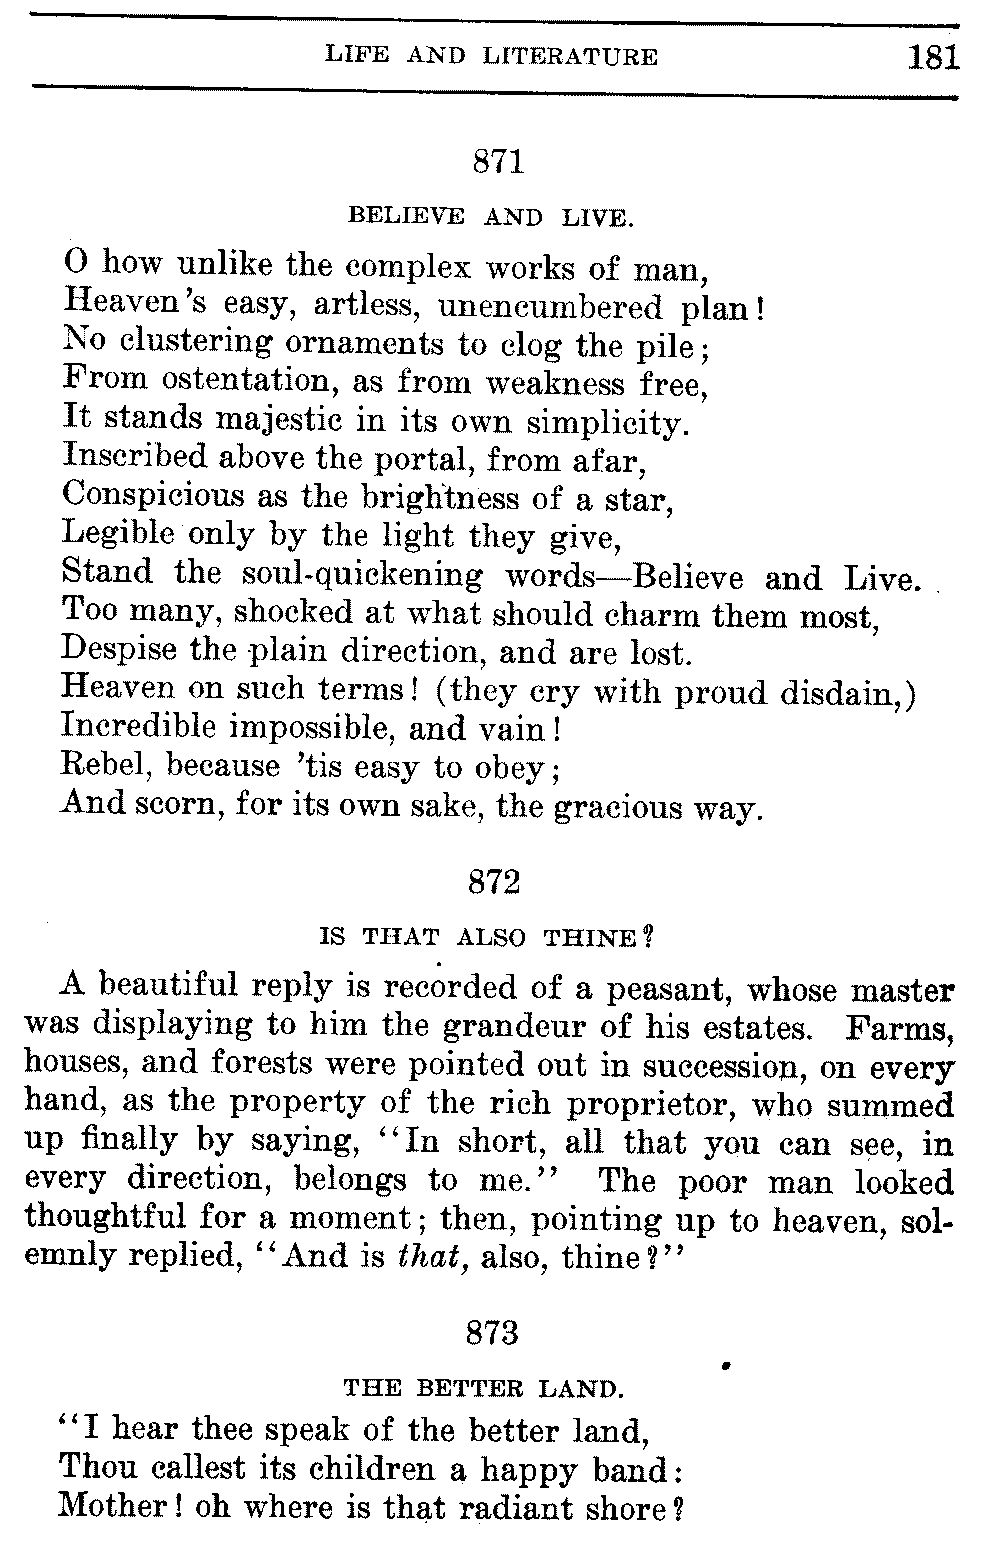 LIFE AND LITERATURE 181
871
BELIEVE AND LIVE.
O how unlike the complex works of man,
Heaven's easy, artless, unencumbered plan!
No clustering ornaments to clog the pile;
From ostentation, as from weakness free,
It stands majestic in its own simplicity.
Inscribed above the portal, from afar,
Conspicious as the brightness of a star,
Legible only by the light they give,
Stand the soul-quickening words—Believe and Live.
Too many, shocked at what should charm them most,
Despise the plain direction, and are lost.
Heaven on such terms! (they cry with proud disdain,)
Incredible impossible, and vain!
Rebel, because 'tis easy to obey;
And scorn, for its own sake, the gracious way.
872
IS THAT ALSO THINE?
A beautiful reply is recorded of a peasant, whose master
was displaying to him the grandeur of his estates. Farms,
houses, and forests were pointed out in succession, on every
hand, as the property of the rich proprietor, who summed
up finally by saying, "In short, all that you can see, in
every direction, belongs to me." The poor man looked
thoughtful for a moment; then, pointing up to heaven, sol-
emnly replied, "And is that, also, thine?"
873
THE BETTER LAND.
"I hear thee speak of the better land,
Thou callest its children a happy band:
Mother! oh where is that radiant shore?